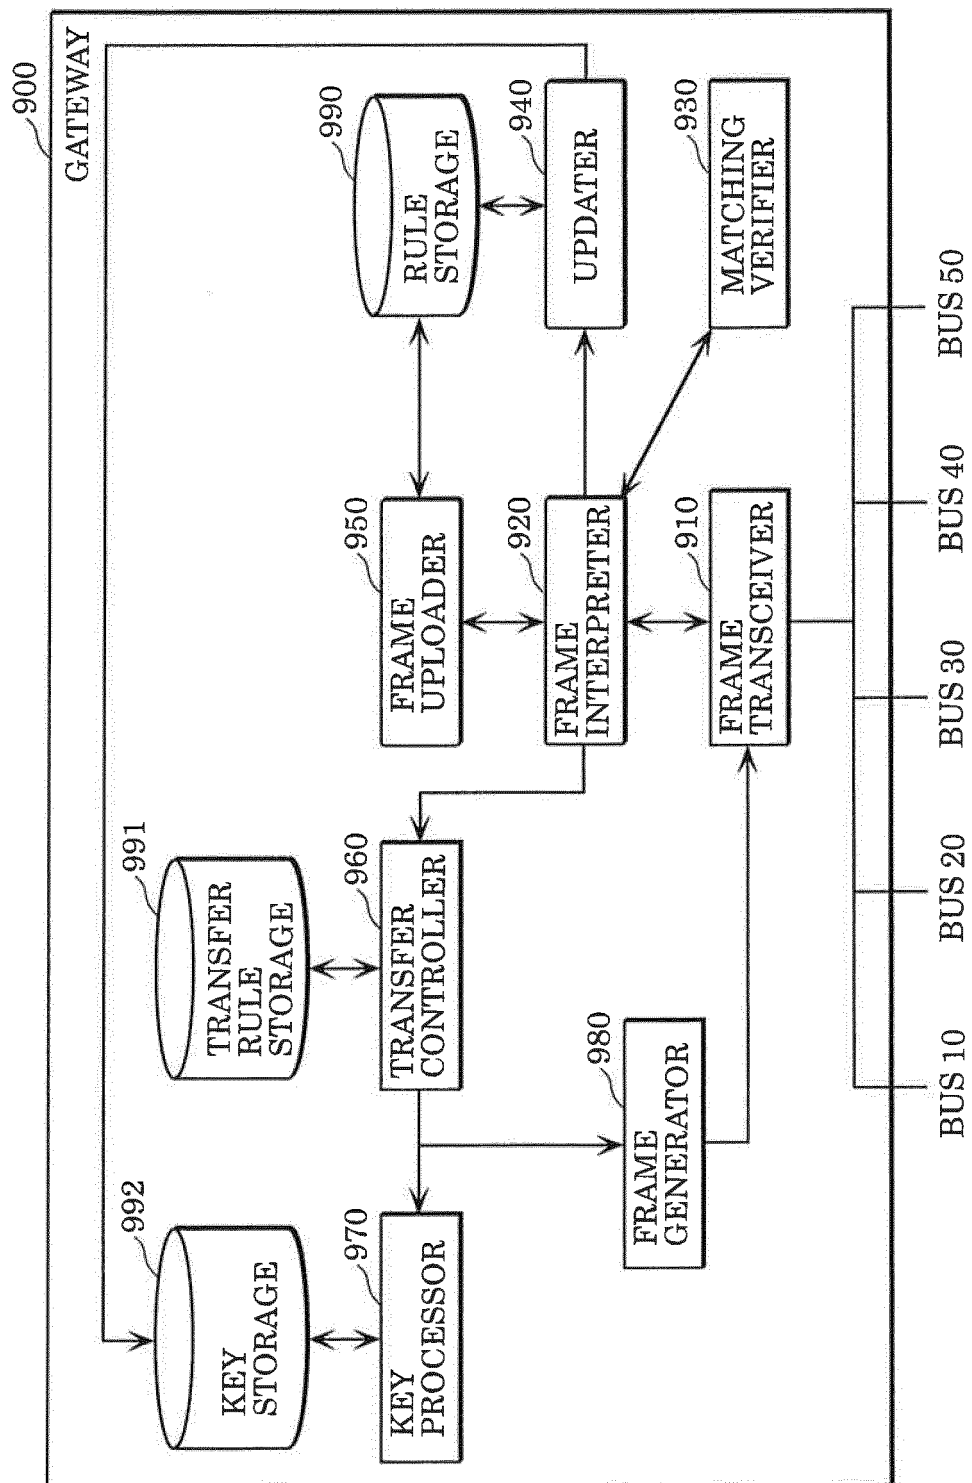 900
GATEWAY
992
KEY
STORAGE
991
TRANSFER
RULE
STORAGE
990
RULE
STORAGE
970
KEY
PROCESSOR
960
TRANSFER
CONTROLLER
950
FRAME
UPLOADER
940
UPDATER
920
FRAME
INTERPRETER
980
FRAME
GENERATOR
910
FRAME
TRANSCEIVER
930
MATCHING
VERIFIER
BUS 10
BUS 20
BUS 30
BUS 40
BUS 50